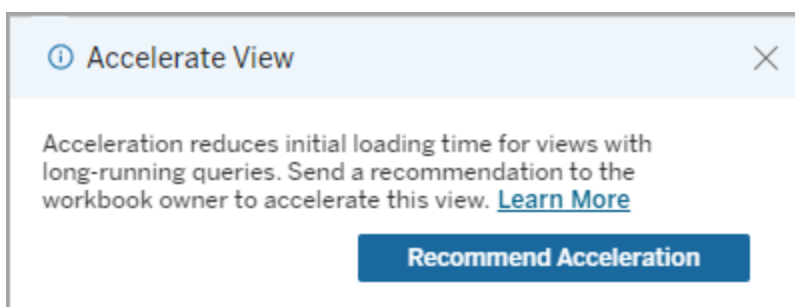 Accelerate View
Acceleration reduces initial loading time for views with
long-running queries. Send a recommendation to the
workbook owner to accelerate this view. Learn More
Recommend Acceleration